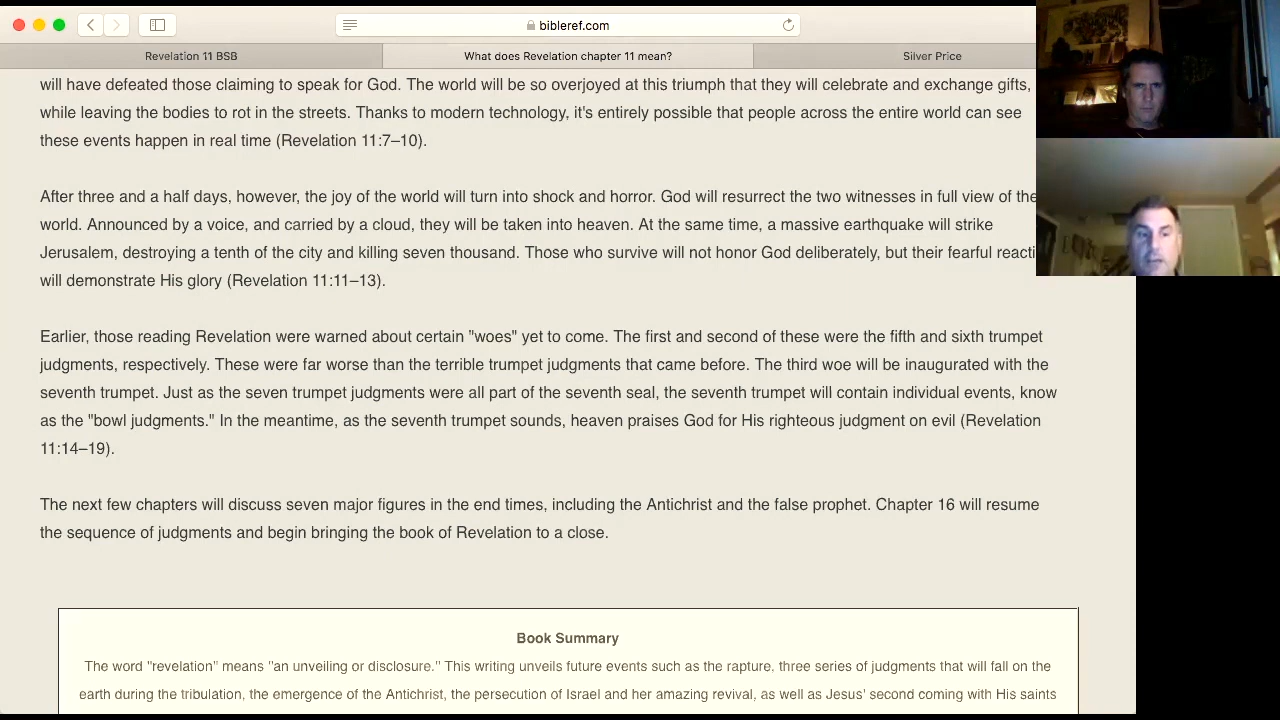 bibleref.com
Revelation 11 BSB
What does Revelation chapter 11 mean?
Silver Price
will have defeated those claiming to speak for God. The world will be so overjoyed at this triumph that they will celebrate and exchange gifts,
while leaving the bodies to rot in the streets. Thanks to modern technology, it's entirely possible that people across the entire world can see
these events happen in real time (Revelation 11:7–10).
After three and a half days, however, the joy of the world will turn into shock and horror. God will resurrect the two witnesses in full view of the
world. Announced by a voice, and carried by a cloud, they will be taken into heaven. At the same time, a massive earthquake will strike
Jerusalem, destroying a tenth of the city and killing seven thousand. Those who survive will not honor God deliberately, but their fearful reacti
will demonstrate His glory (Revelation 11:11–13).
Earlier, those reading Revelation were warned about certain "woes" yet to come. The first and second of these were the fifth and sixth trumpet
judgments, respectively. These were far worse than the terrible trumpet judgments that came before. The third woe will be inaugurated with the
seventh trumpet. Just as the seven trumpet judgments were all part of the seventh seal, the seventh trumpet will contain individual events, know
as the "bowl judgments." In the meantime, as the seventh trumpet sounds, heaven praises God for His righteous judgment on evil (Revelation
11:14–19).
The next few chapters will discuss seven major figures in the end times, including the Antichrist and the false prophet. Chapter 16 will resume
the sequence of judgments and begin bringing the book of Revelation to a close.
Book Summary
The word "revelation" means "an unveiling or disclosure." This writing unveils future events such as the rapture, three series of judgments that will fall on the
earth during the tribulation, the emergence of the Antichrist, the persecution of Israel and her amazing revival, as well as Jesus' second coming with His saints